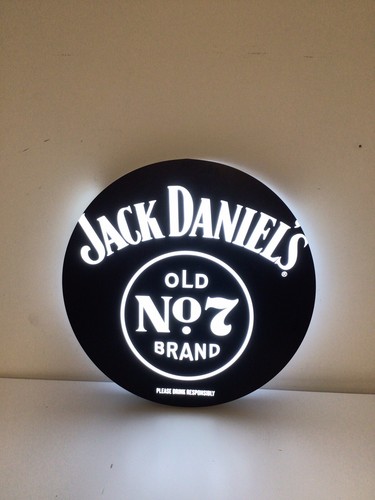 JACK DANIEL'S®
OLD
Nº7
BRAND
PLEASE DRINK RESPONSIBLY